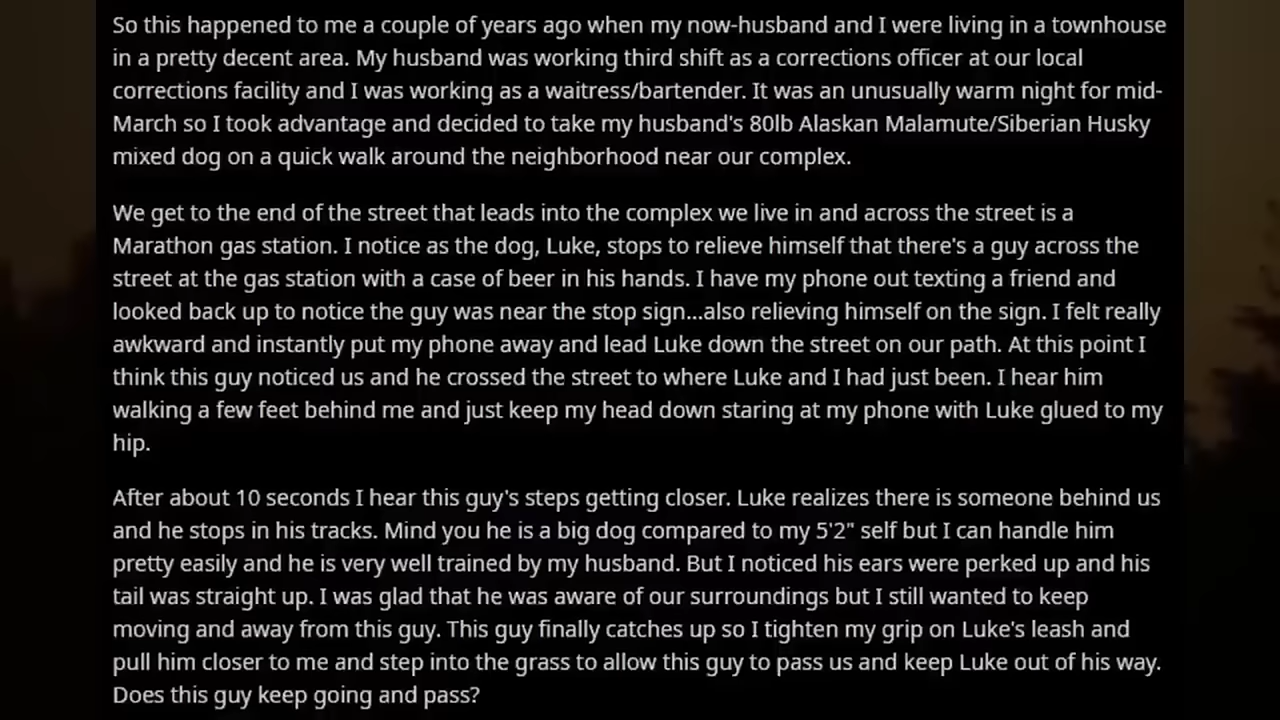 So this happened to me a couple of years ago when my now-husband and I were living in a townhouse
in a pretty decent area. My husband was working third shift as a corrections officer at our local
corrections facility and I was working as a waitress/bartender. It was an unusually warm night for mid-
March so I took advantage and decided to take my husband's 80lb Alaskan Malamute/Siberian Husky
mixed dog on a quick walk around the neighborhood near our complex.
We get to the end of the street that leads into the complex we live in and across the street is a
Marathon gas station. I notice as the dog, Luke, stops to relieve himself that there's a guy across the
street at the gas station with a case of beer in his hands. I have my phone out texting a friend and
looked back up to notice the guy was near the stop sign...also relieving himself on the sign. I felt really
awkward and instantly put my phone away and lead Luke down the street on our path. At this point I
think this guy noticed us and he crossed the street to where Luke and I had just been. I hear him
walking a few feet behind me and just keep my head down staring at my phone with Luke glued to my
hip.
After about 10 seconds I hear this guy's steps getting closer. Luke realizes there is someone behind us
and he stops in his tracks. Mind you he is a big dog compared to my 5'2" self but I can handle him
pretty easily and he is very well trained by my husband. But I noticed his ears were perked up and his
tail was straight up. I was glad that he was aware of our surroundings but I still wanted to keep
moving and away from this guy. This guy finally catches up so I tighten my grip on Luke's leash and
pull him closer to me and step into the grass to allow this guy to pass us and keep Luke out of his way.
Does this guy keep going and pass?